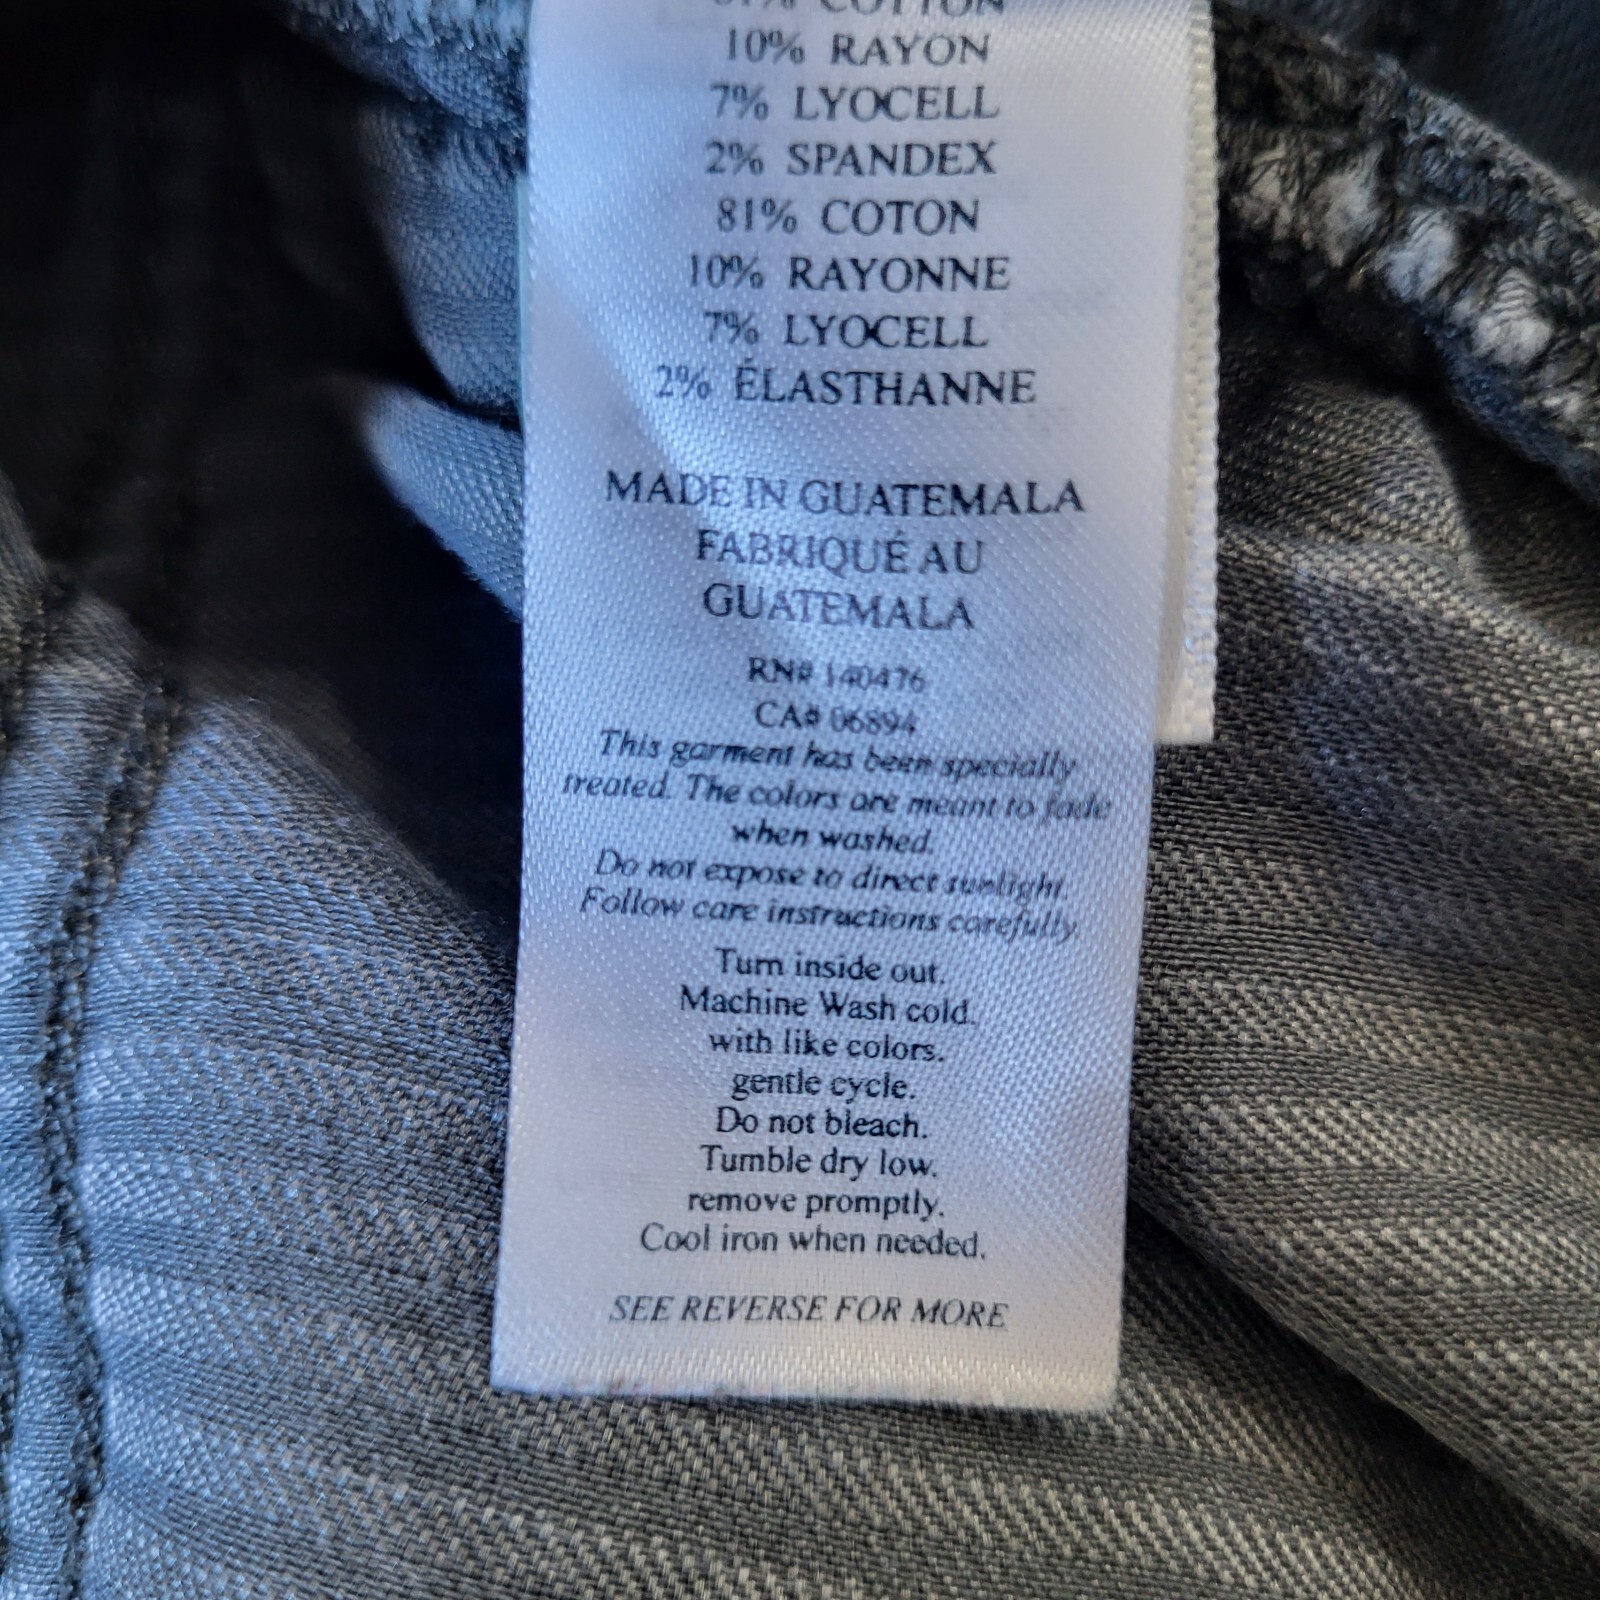 81% COTTON
10% RAYON
7% LYOCELL
2% SPANDEX
81% COTON
10% RAYONNE
7% LYOCELL
2% ÉLASTHANNE
MADE IN GUATEMALA
FABRIQUÉ AU
GUATEMALA
RN# 140476
CA# 06894
This garment has been specially
treated. The colors are meant to fade
when washed.
Do not expose to direct sunlight.
Follow care instructions carefully.
Turn inside out.
Machine Wash cold.
with like colors.
gentle cycle.
Do not bleach.
Tumble dry low.
remove promptly.
Cool iron when needed.
SEE REVERSE FOR MORE